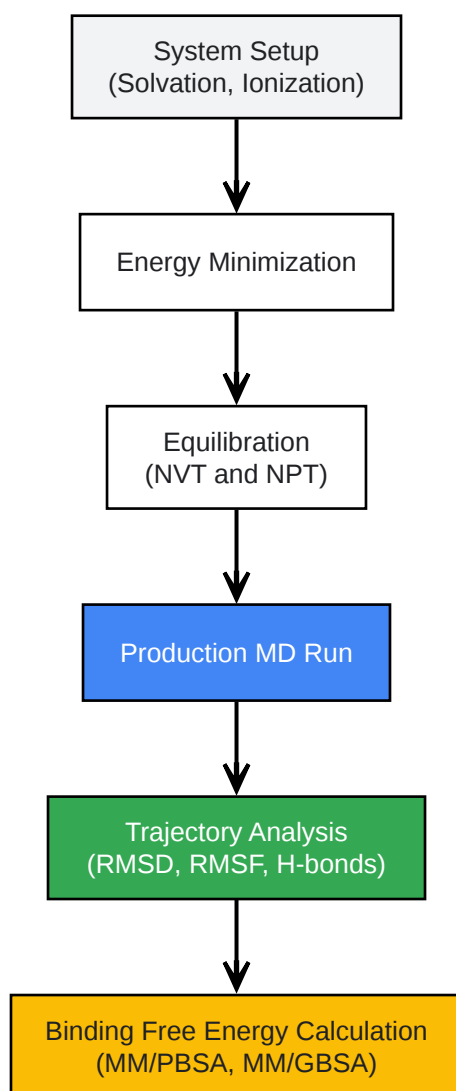 System Setup
(Solvation, Ionization)
Energy Minimization
Equilibration
(NVT and NPT)
Production MD Run
Trajectory Analysis
(RMSD, RMSF, H-bonds)
Binding Free Energy Calculation
(MM/PBSA, MM/GBSA)